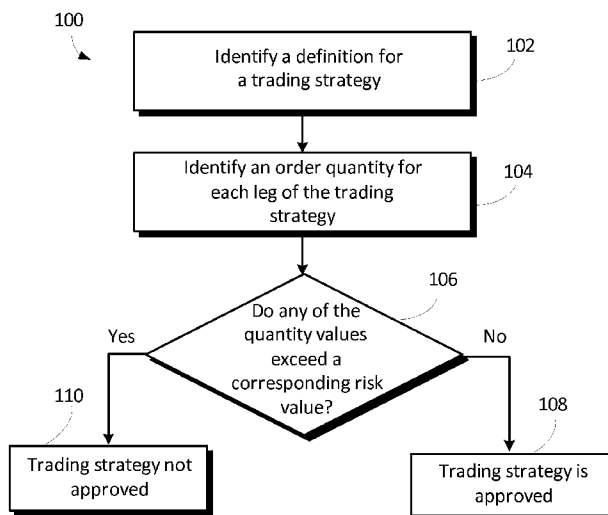 100
Identify a definition for
a trading strategy
102
Identify an order quantity for
each leg of the trading
strategy
104
106
Do any of the
quantity values
exceed a
corresponding risk
value?
Yes
No
110
Trading strategy not
approved
108
Trading strategy is
approved